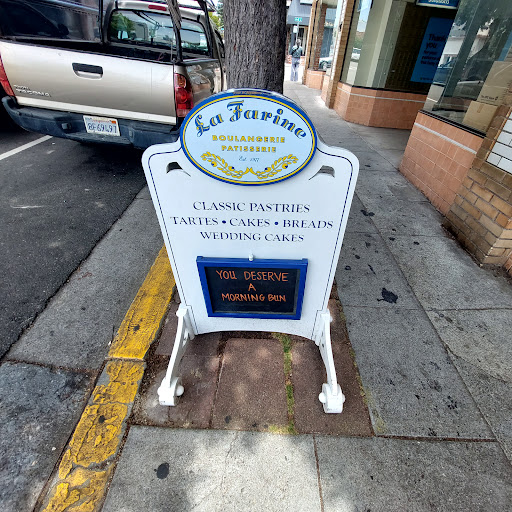 La Farine
BOULANGERIE
PATISSERIE
Est. 1977
CLASSIC PASTRIES
TARTES • CAKES • BREADS
WEDDING CAKES
YOU DESERVE
A
MORNING BUN